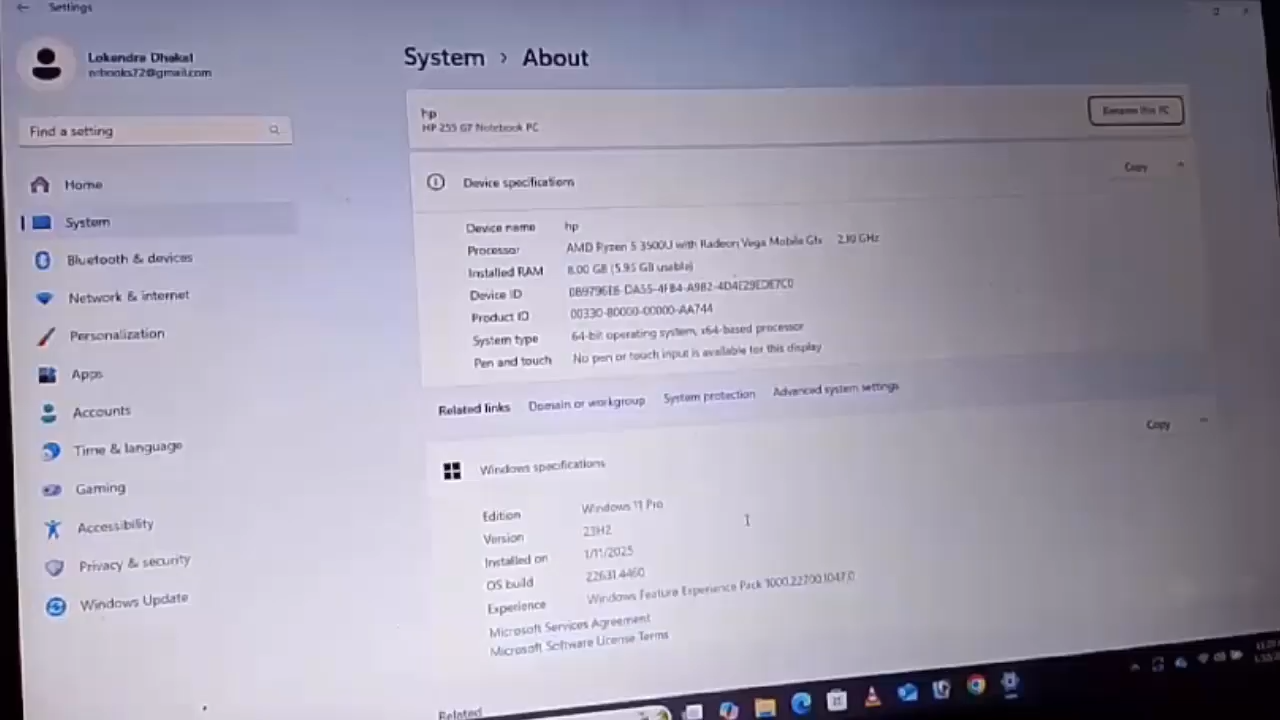 Settings
Lokendra Dhakal
nrbooks72@gmail.com
Find a setting
Home
System
Bluetooth & devices
Network & internet
Personalization
Apps
Accounts
Time & language
Gaming
Accessibility
Privacy & security
Windows Update
System › About
hp
HP 255 G7 Notebook PC
Rename this PC
Device specifications
Copy
Device name hp
Processor AMD Ryzen 5 3500U with Radeon Vega Mobile Gfx 2.10 GHz
Installed RAM 8.00 GB (5.95 GB usable)
Device ID
Product ID 00330-80000-00000-AA744
System type 64-bit operating system, x64-based processor
Pen and touch No pen or touch input is available for this display
Related links Domain or workgroup System protection Advanced system settings
Windows specifications
Copy
Edition Windows 11 Pro
Version 23H2
Installed on 1/11/2025
OS build 22631.4460
Experience Windows Feature Experience Pack 1000.22700.1047.0
Microsoft Services Agreement
Microsoft Software License Terms
Related